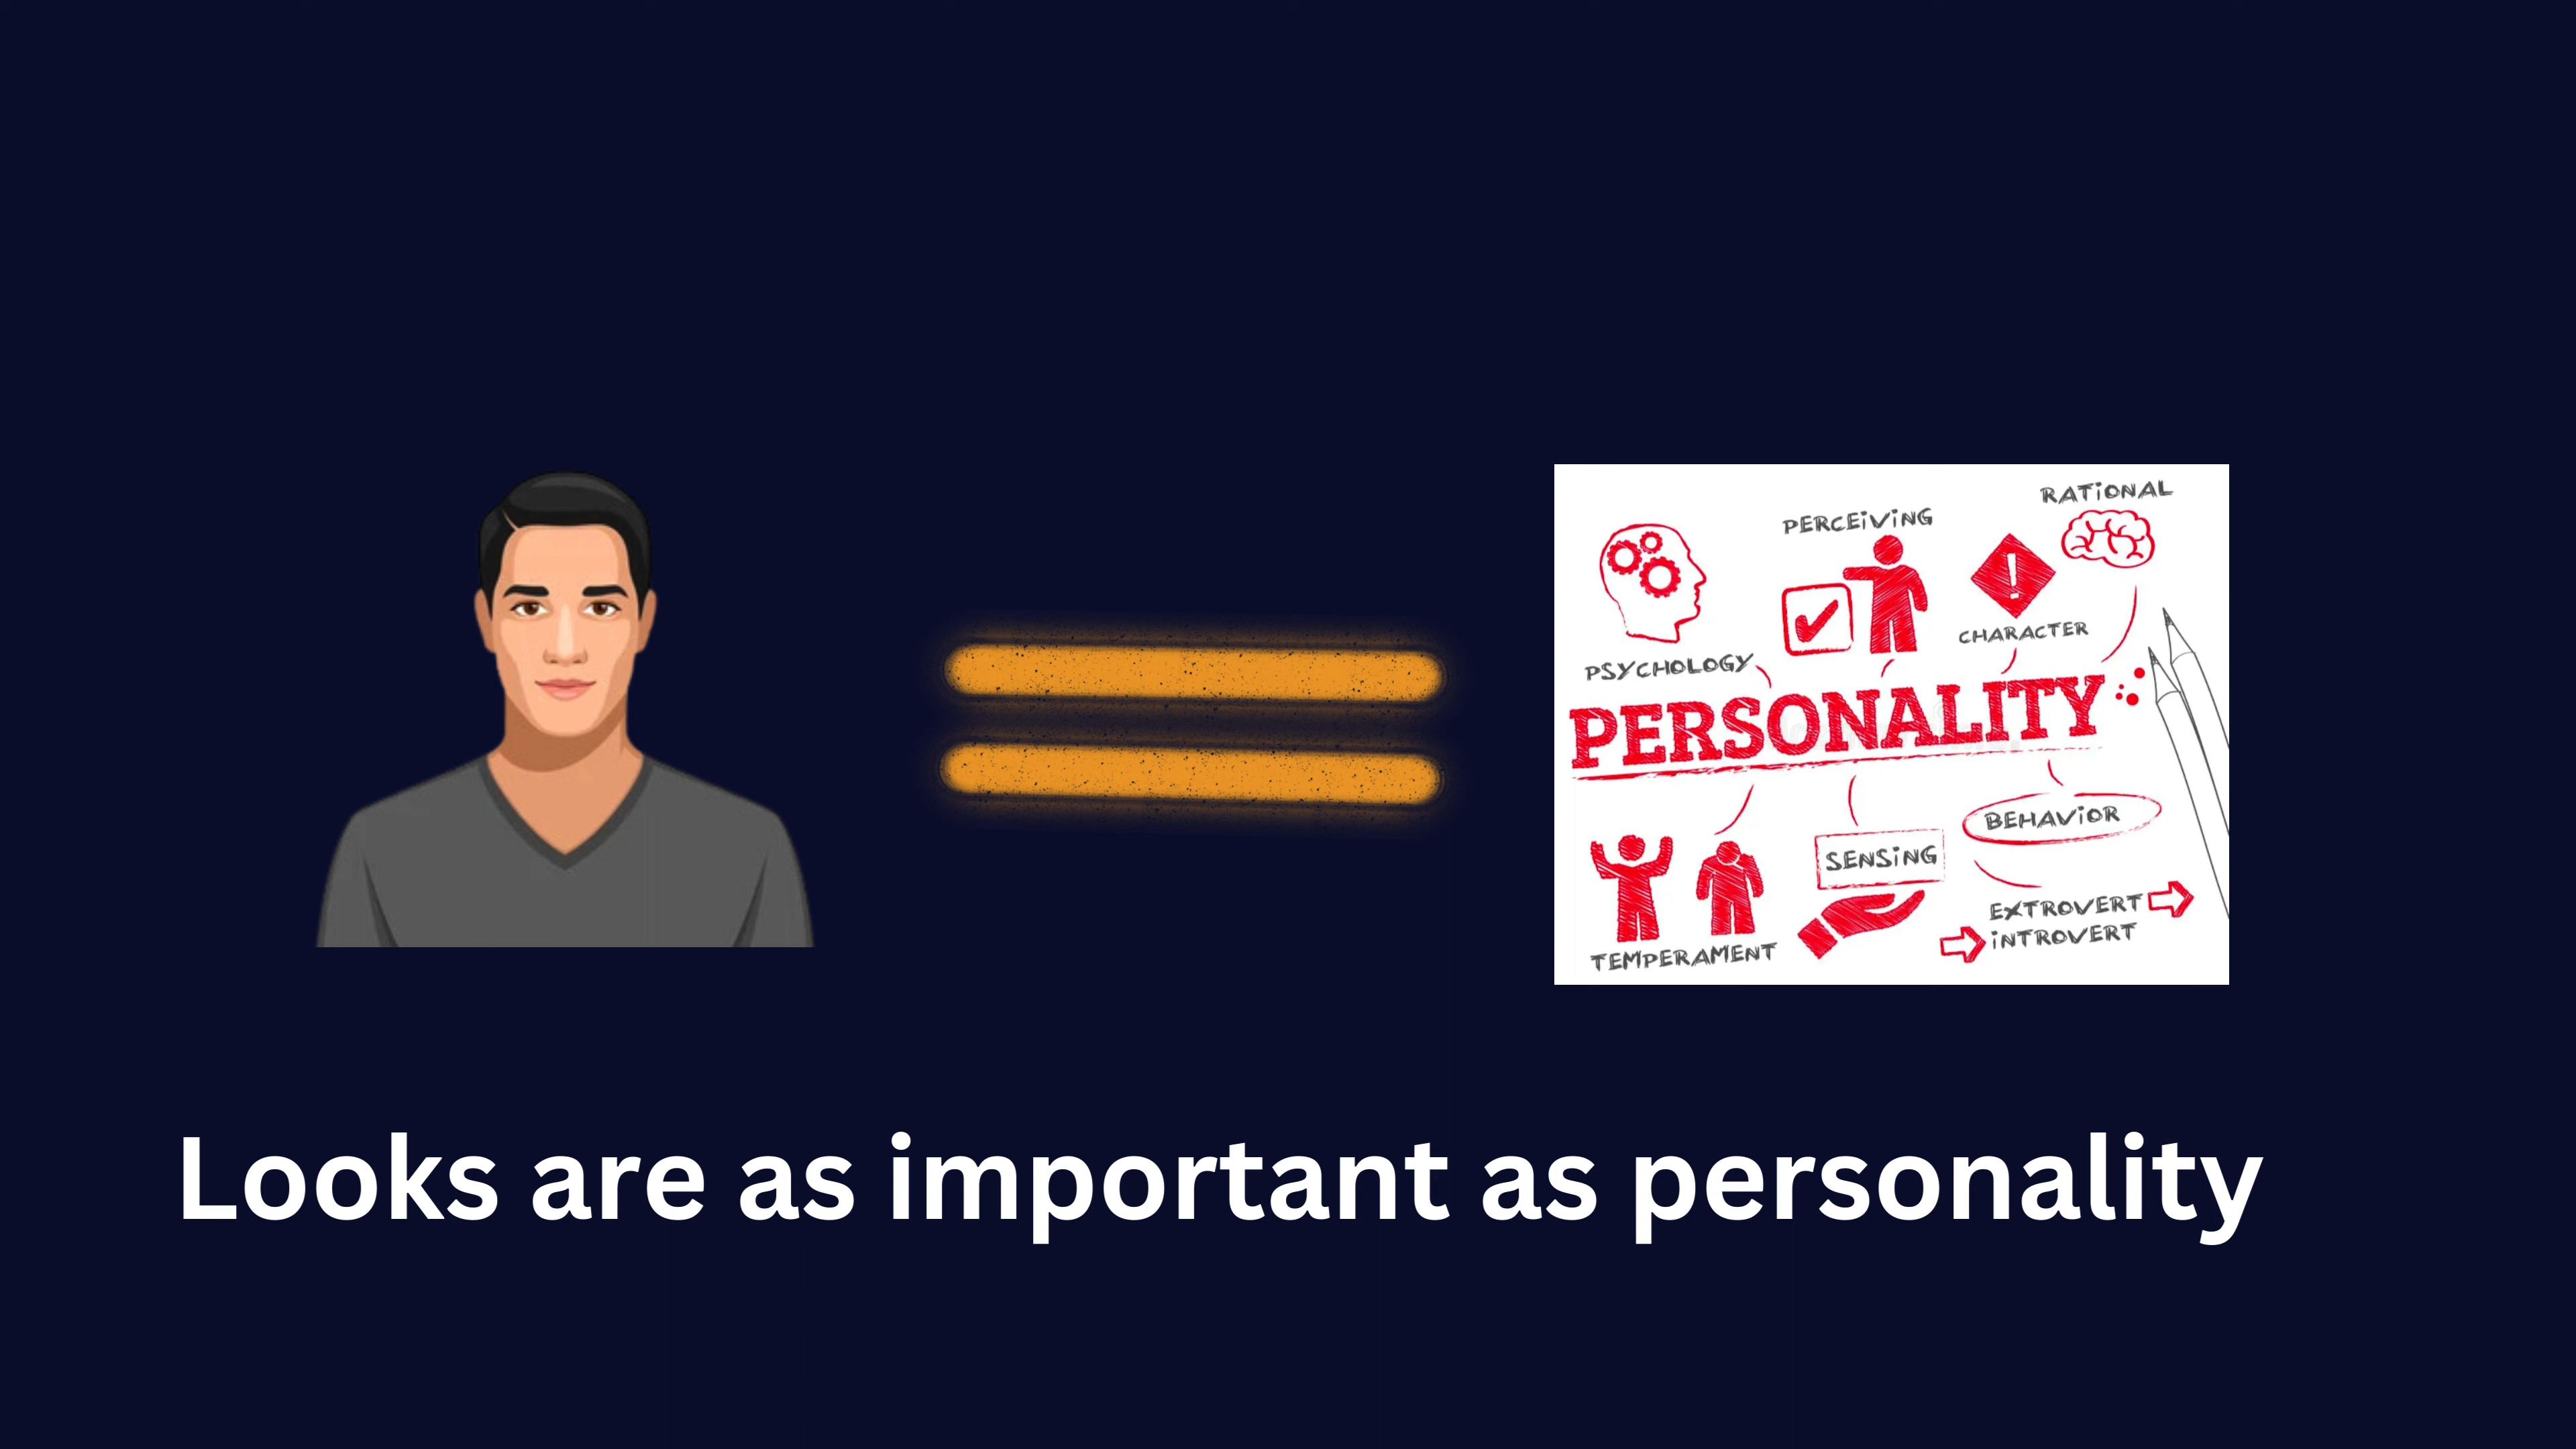 RATiONAL
PERCEiViNG
CHARACTER
PSYCHOLOGY
PERSONALITY
BEHAViOR
SENSiNG
EXTROVERT
iNTROVERT
TEMPERAMENT
Looks are as important as personality